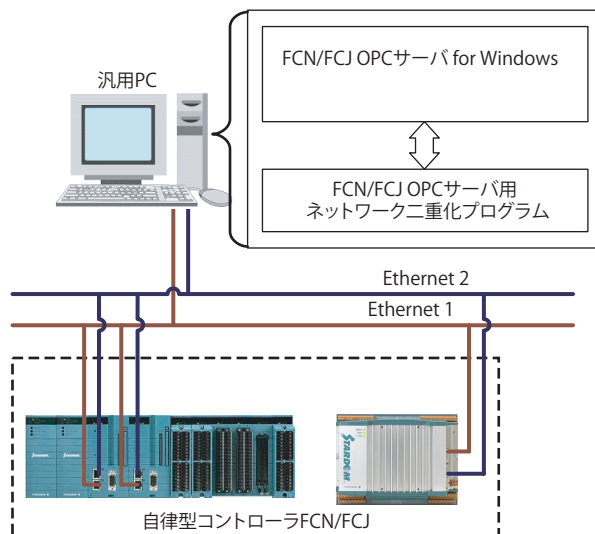 汎用PC
FCN/FCJ OPCサーバ for Windows
FCN/FCJ OPCサーバ用
ネットワーク二重化プログラム
Ethernet 2
Ethernet 1
STARDOM
自律型コントローラFCN/FCJ